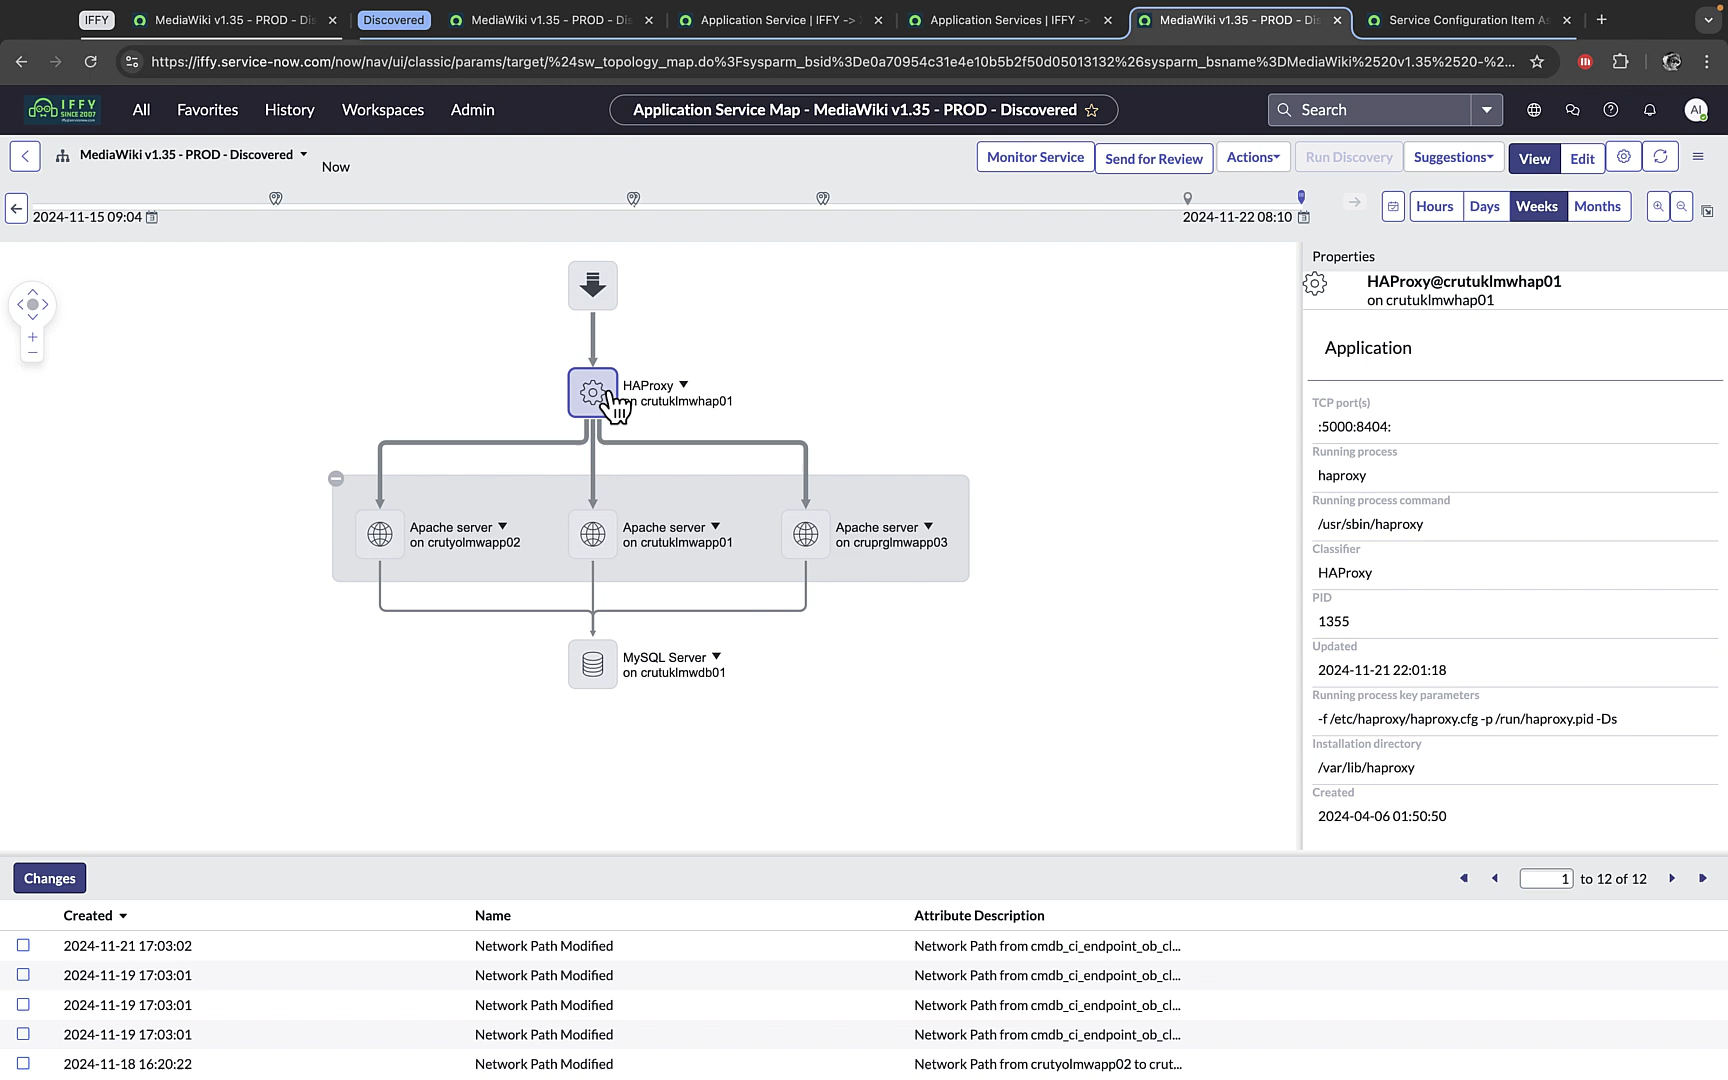 IFFY
MediaWiki v1.35 - PROD - Dis
Discovered
MediaWiki v1.35 - PROD - Dis
Application Service | IFFY ->
Application Services | IFFY ->
MediaWiki v1.35 - PROD - Dis
Service Configuration Item As
https://iffy.service-now.com/now/nav/ui/classic/params/target/%24sw_topology_map.do%3Fsysparm_bsid%3De0a70954c31e4e10b5b2f50d05013132%26sysparm_bsname%3DMediaWiki%2520v1.35%2520-%2...
IFFY
SINCE 2007
All
Favorites
History
Workspaces
Admin
Application Service Map - MediaWiki v1.35 - PROD - Discovered
Search
AI
MediaWiki v1.35 - PROD - Discovered
Now
Monitor Service
Send for Review
Actions
Run Discovery
Suggestions
View
Edit
2024-11-15 09:04
2024-11-22 08:10
Hours
Days
Weeks
Months
HAProxy
on crutuklmwhap01
Apache server
on crutyolmwapp02
Apache server
on crutuklmwapp01
Apache server
on cruprglmwapp03
MySQL Server
on crutuklmwdb01
Properties
HAProxy@crutuklmwhap01
on crutuklmwhap01
Application
TCP port(s)
:5000:8404:
Running process
haproxy
Running process command
/usr/sbin/haproxy
Classifier
HAProxy
PID
1355
Updated
2024-11-21 22:01:18
Running process key parameters
-f /etc/haproxy/haproxy.cfg -p /run/haproxy.pid -Ds
Installation directory
/var/lib/haproxy
Created
2024-04-06 01:50:50
Changes
1 to 12 of 12
Created Name Attribute Description
2024-11-21 17:03:02 Network Path Modified Network Path from cmdb_ci_endpoint_ob_cl...
2024-11-19 17:03:01 Network Path Modified Network Path from cmdb_ci_endpoint_ob_cl...
2024-11-19 17:03:01 Network Path Modified Network Path from cmdb_ci_endpoint_ob_cl...
2024-11-19 17:03:01 Network Path Modified Network Path from cmdb_ci_endpoint_ob_cl...
2024-11-18 16:20:22 Network Path Modified Network Path from crutyolmwapp02 to crut...